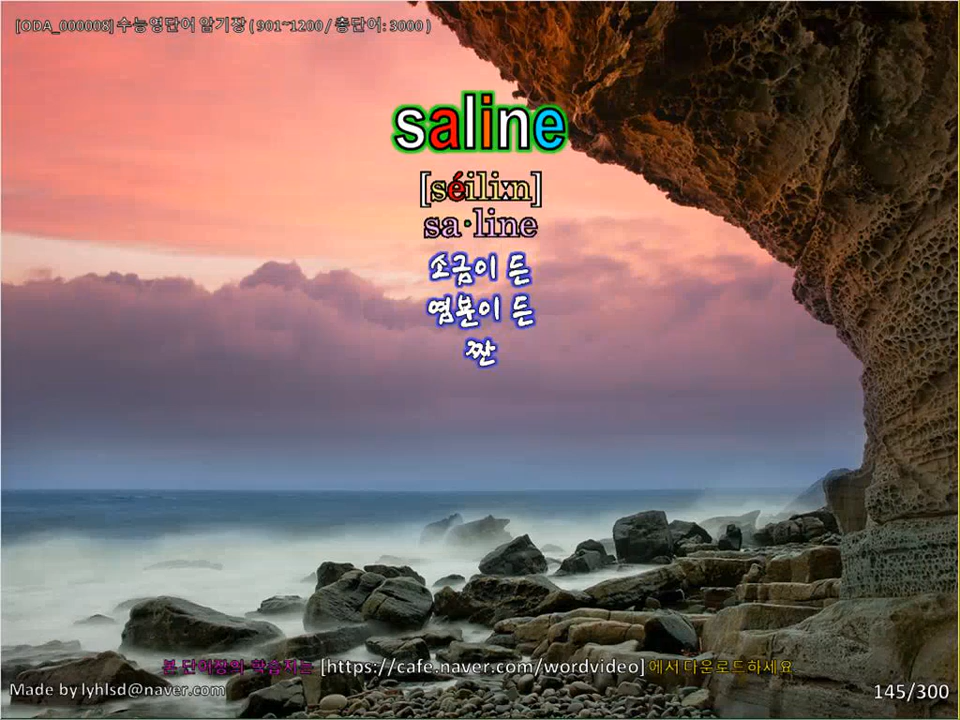 [ODA_000008] 수능영단어 암기장 ( 901~1200 / 총단어: 3000 )
saline
[séili:n]
sa·line
소금이 든
염분이 든
짠
본 단어장의 학습지는 [https://cafe.naver.com/wordvideo] 에서 다운로드하세요
Made by lyhlsd@naver.com
145/300